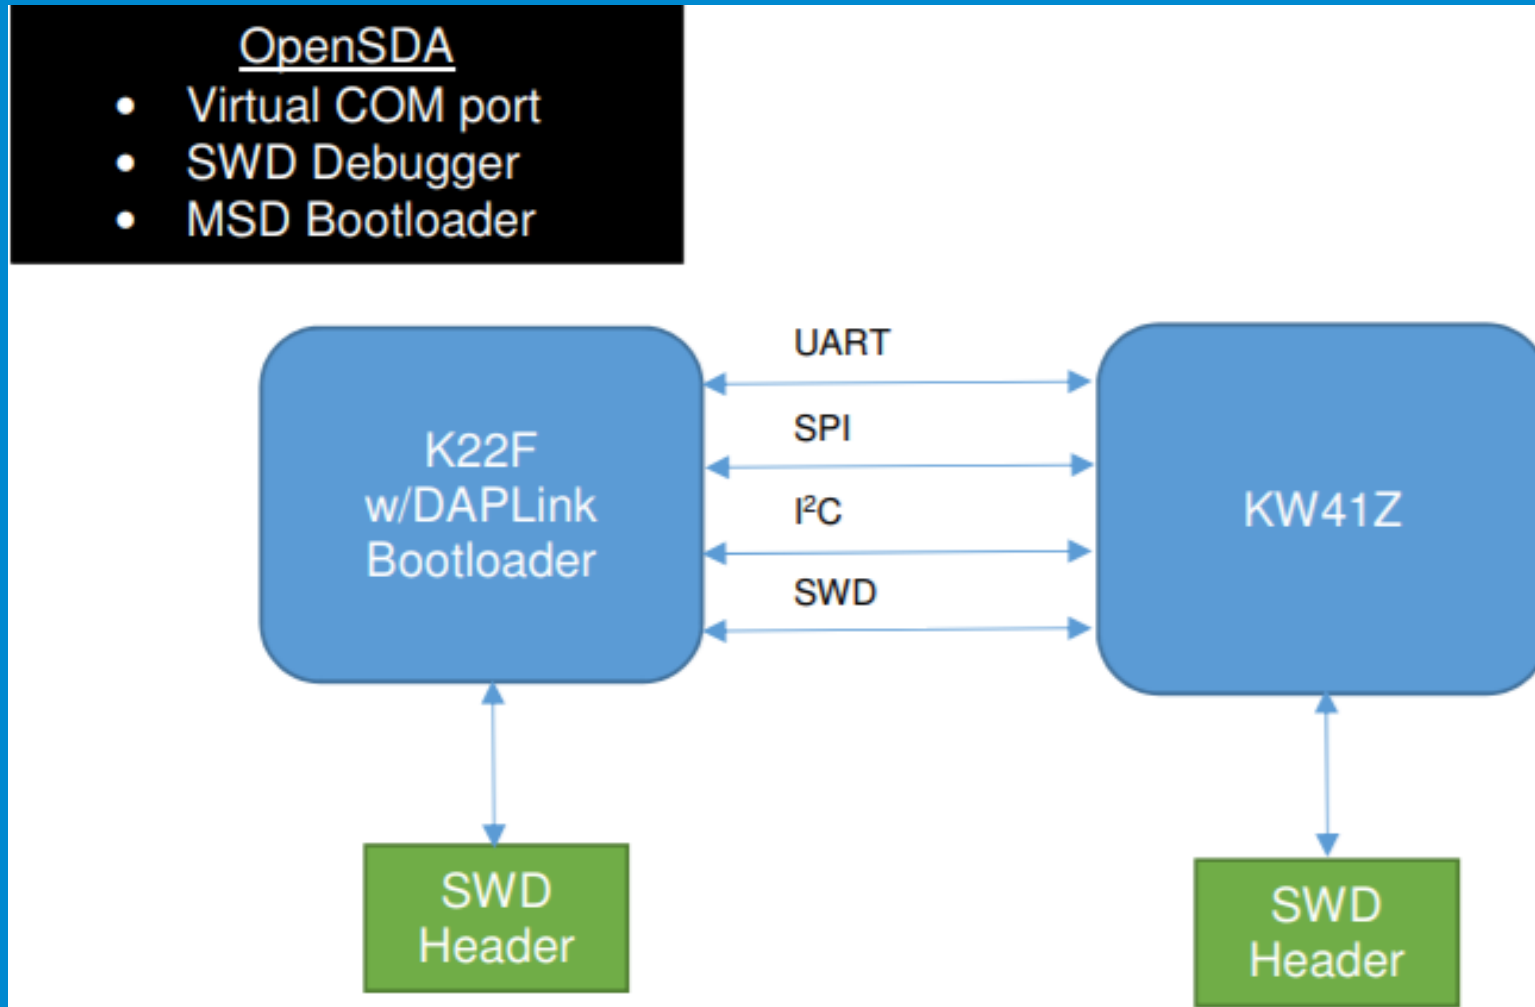 OpenSDA
• Virtual COM port
• SWD Debugger
• MSD Bootloader
UART
SPI
I²C
SWD
K22F
w/DAPLink
Bootloader
KW41Z
SWD
Header
SWD
Header